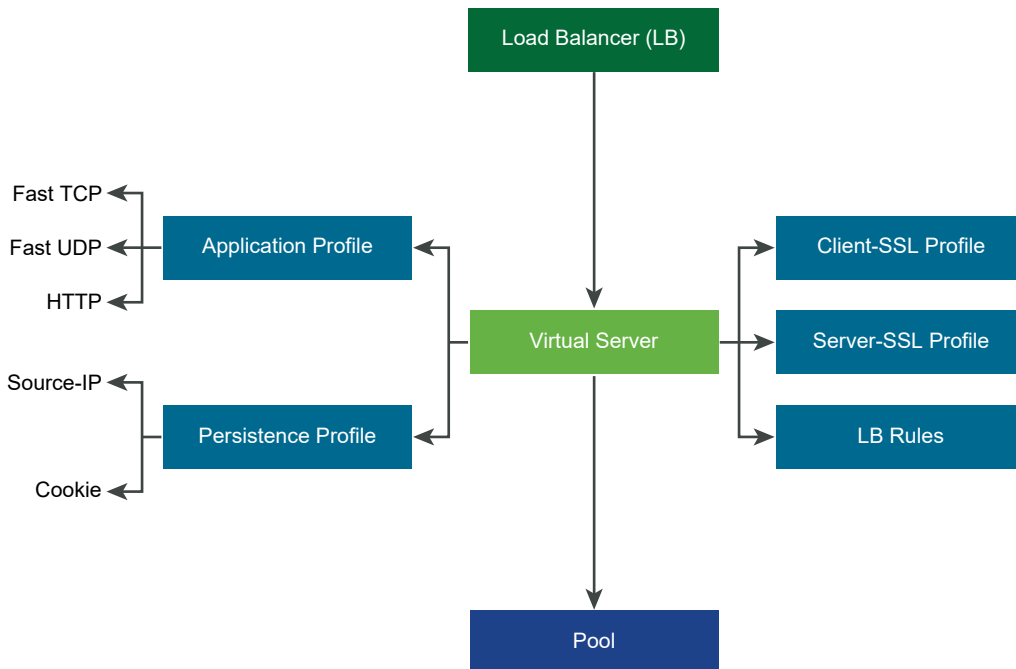 Load Balancer (LB)
Fast TCP
Fast UDP
HTTP
Application Profile
Client-SSL Profile
Virtual Server
Server-SSL Profile
Source-IP
Cookie
Persistence Profile
LB Rules
Pool